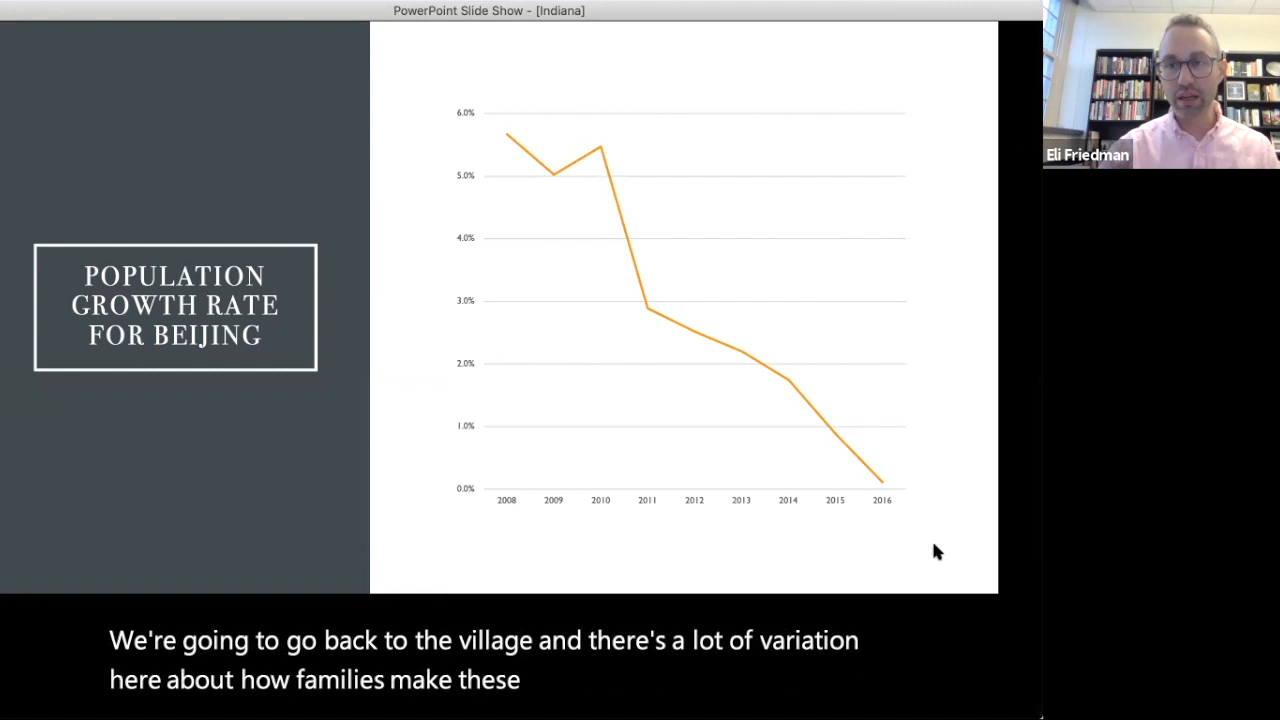 PowerPoint Slide Show - [Indiana]
POPULATION
GROWTH RATE
FOR BEIJING
6.0%
5.0%
4.0%
3.0%
2.0%
1.0%
0.0%
2008 2009 2010 2011 2012 2013 2014 2015 2016
Eli Friedman
We're going to go back to the village and there's a lot of variation
here about how families make these